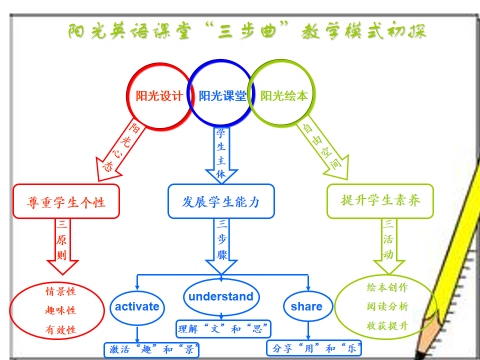 阳光英语课堂“三步曲”教学模式初探
阳光设计
阳光课堂
阳光绘本
阳光心态
学生主体
自由空间
尊重学生个性
发展学生能力
提升学生素养
三原则
三步骤
三活动
情景性
趣味性
有效性
activate
understand
share
绘本创作
阅读分析
收获提升
激活“趣”和“景”
理解“文”和“思”
分享“用”和“乐”